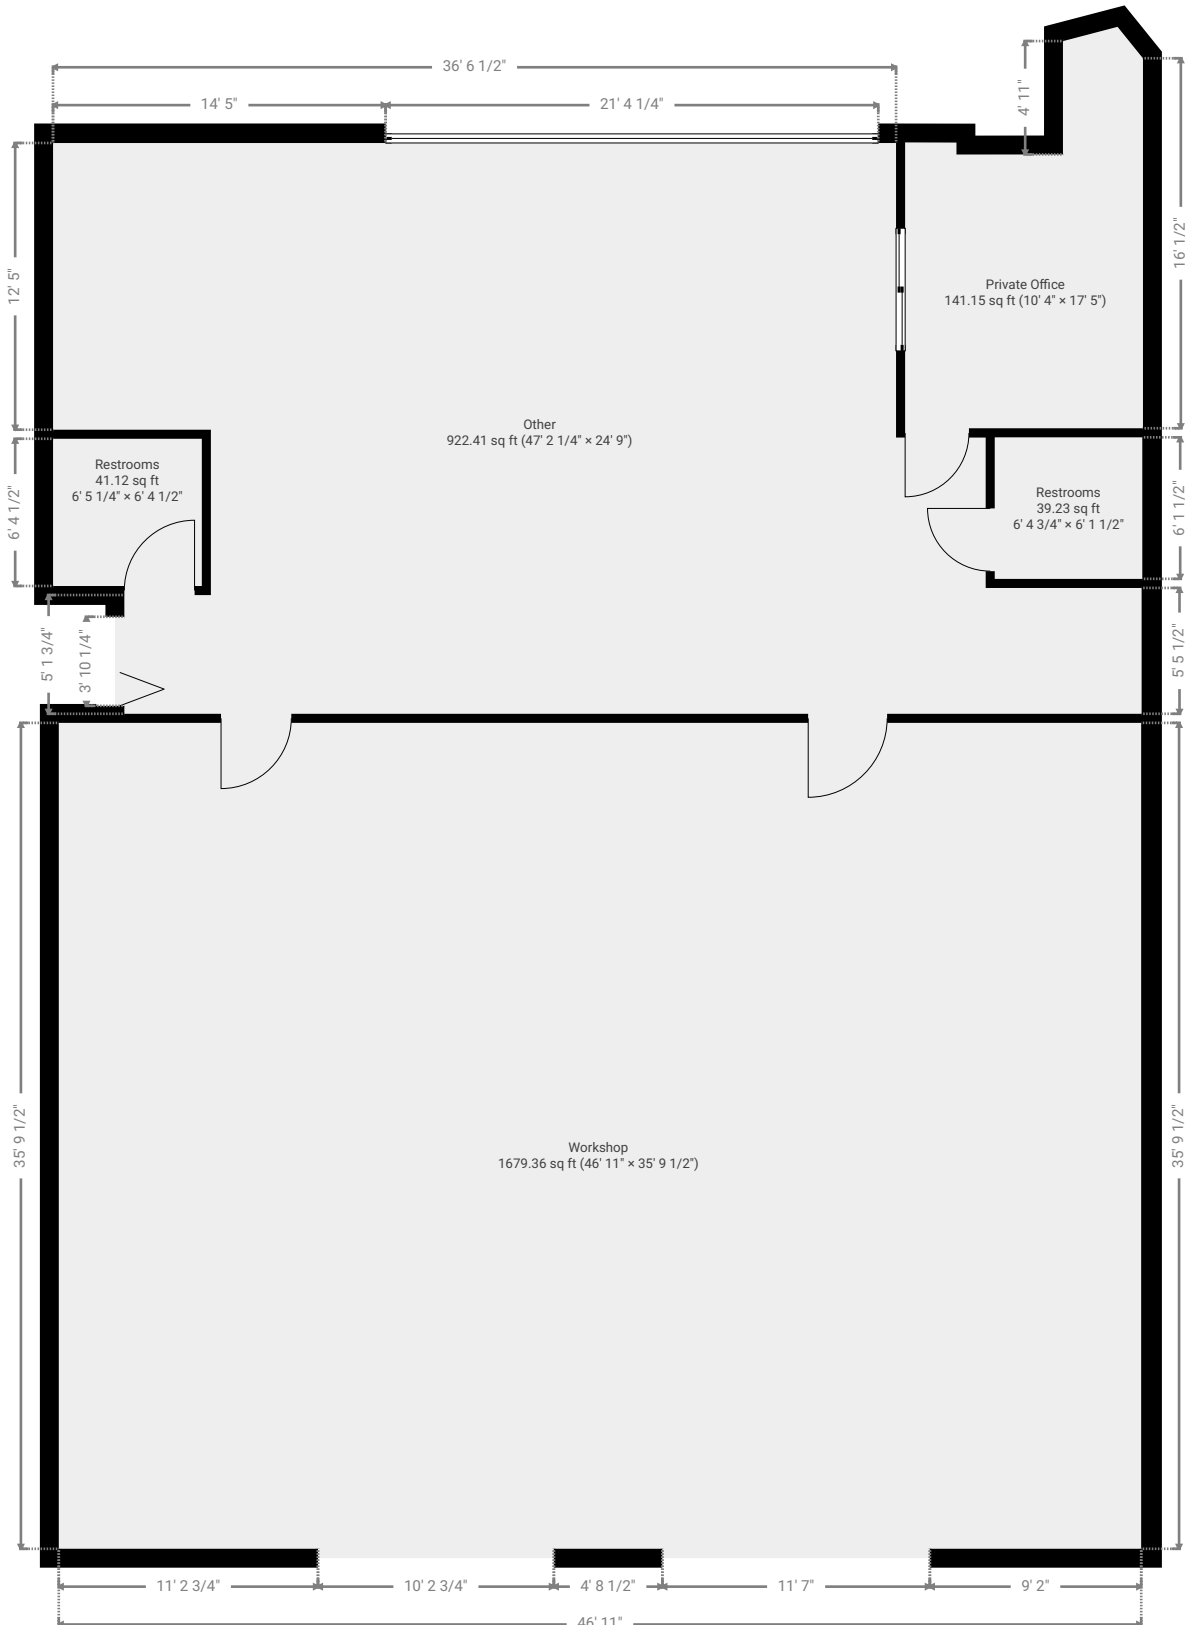 36' 6 1/2"
14' 5"
21' 4 1/4"
4' 11"
16' 1/2"
12' 5"
Private Office
141.15 sq ft (10' 4" × 17' 5")
Other
922.41 sq ft (47' 2 1/4" × 24' 9")
Restrooms
41.12 sq ft
6' 5 1/4" × 6' 4 1/2"
6' 4 1/2"
Restrooms
39.23 sq ft
6' 4 3/4" × 6' 1 1/2"
6' 1 1/2"
5' 1 3/4"
3' 10 1/4"
5' 5 1/2"
35' 9 1/2"
Workshop
1679.36 sq ft (46' 11" × 35' 9 1/2")
35' 9 1/2"
11' 2 3/4"
10' 2 3/4"
4' 8 1/2"
11' 7"
9' 2"
46' 11"